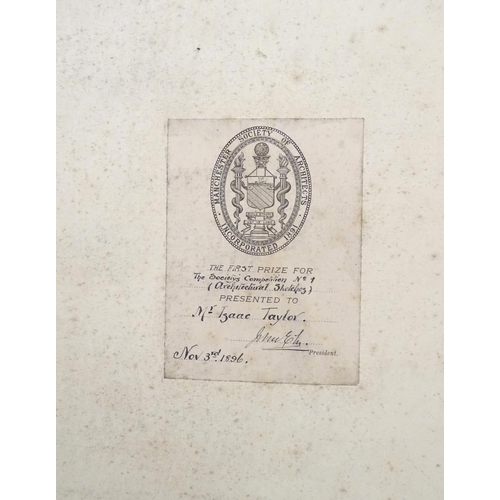 MANCHESTER SOCIETY OF ARCHITECTS
INCORPORATED 1891
THE FIRST PRIZE FOR
The Society's Competition No 1
(Architectural Sketches)
PRESENTED TO
Mr Isaac Taylor.
President.
Nov 3rd 1896.